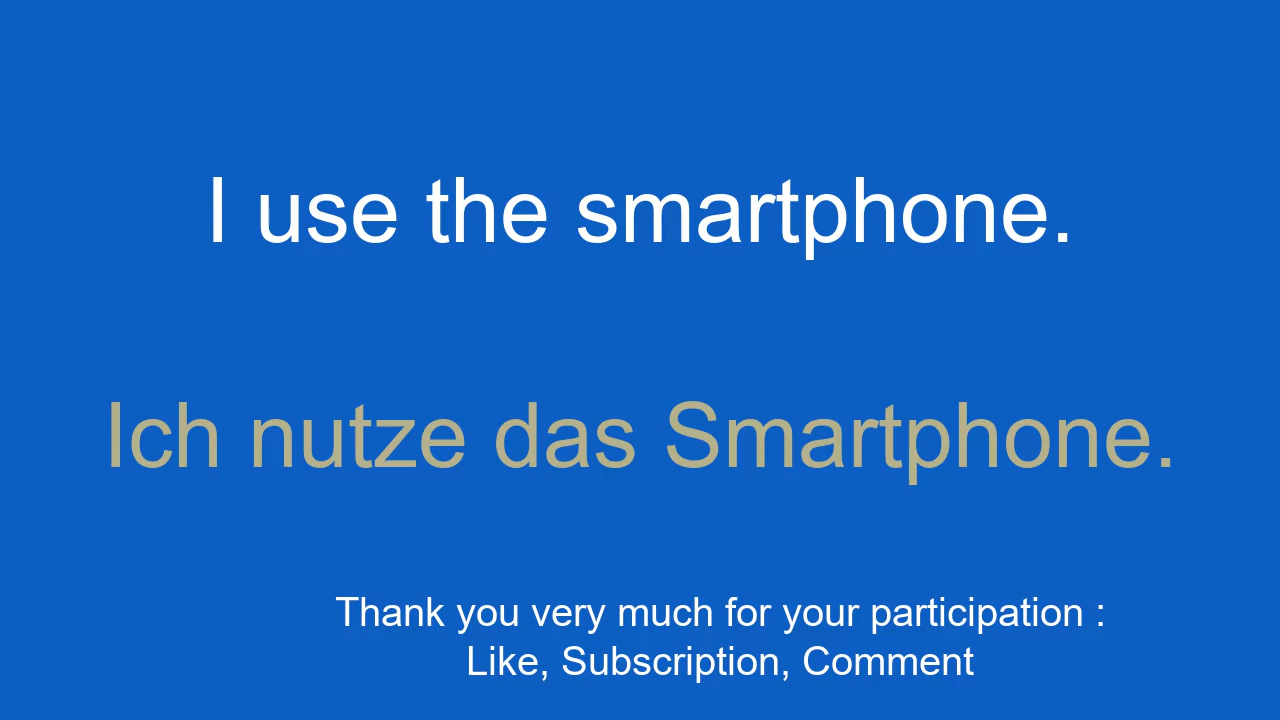 I use the smartphone.
Ich nutze das Smartphone.
Thank you very much for your participation :
Like, Subscription, Comment